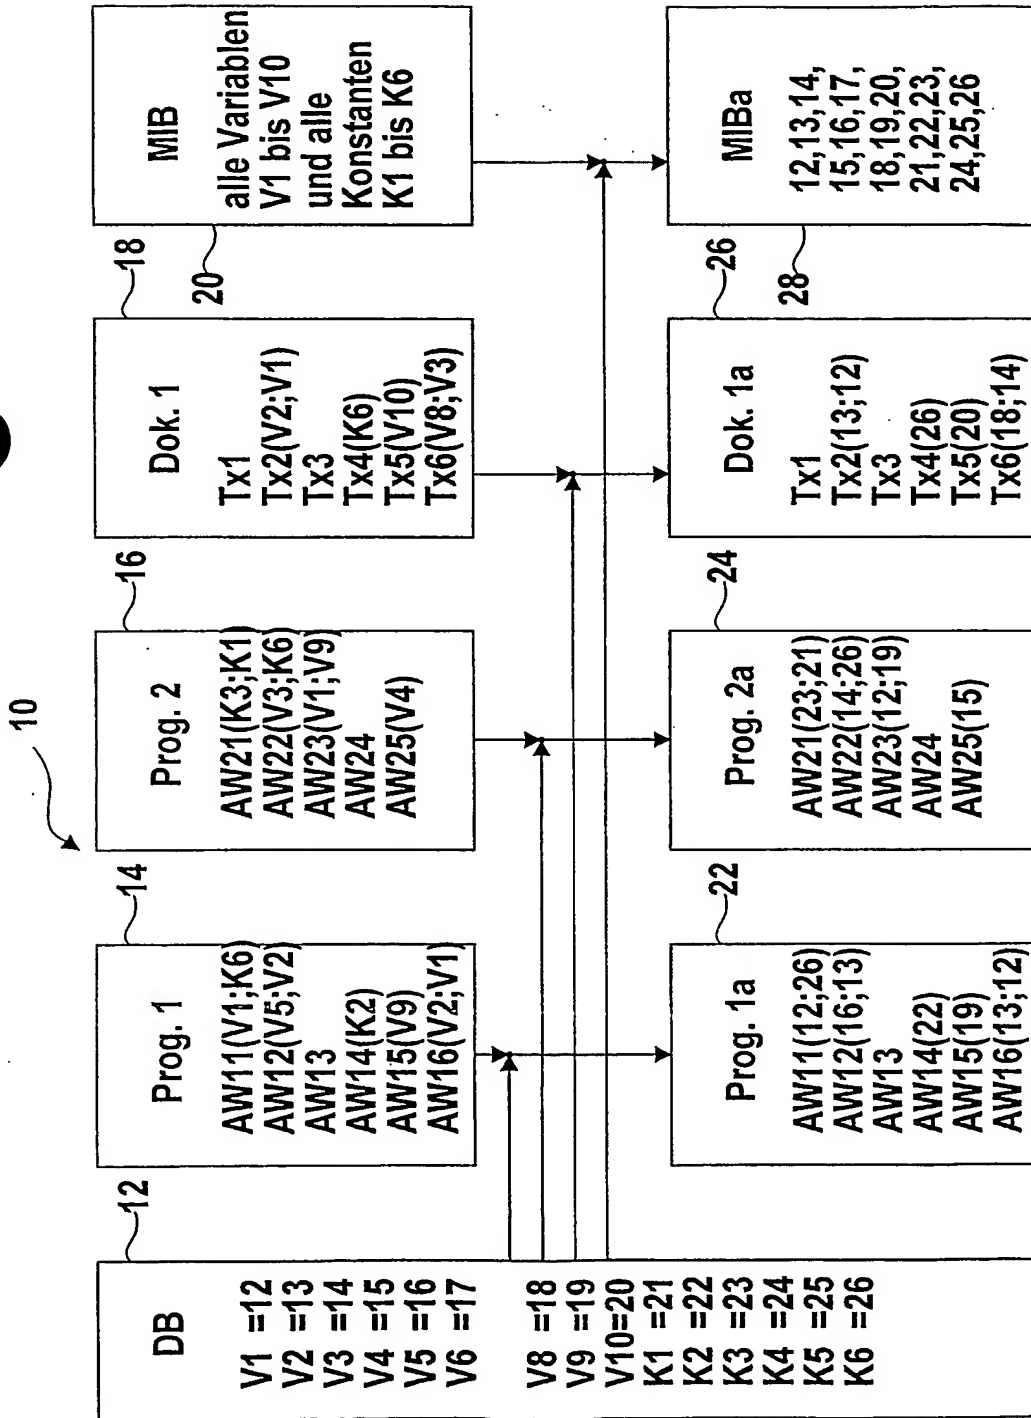 10
DB
V1 =12
V2 =13
V3 =14
V4 =15
V5 =16
V6 =17
V8 =18
V9 =19
V10=20
K1 =21
K2 =22
K3 =23
K4 =24
K5 =25
K6 =26
12
Prog. 1
AW11(V1;K6)
AW12(V5;V2)
AW13
AW14(K2)
AW15(V9)
AW16(V2;V1)
14
Prog. 2
AW21(K3;K1)
AW22(V3;K6)
AW23(V1;V9)
AW24
AW25(V4)
16
Dok. 1
Tx1
Tx2(V2;V1)
Tx3
Tx4(K6)
Tx5(V10)
Tx6(V8;V3)
18
MIB
alle Variablen
V1 bis V10
und alle
Konstanten
K1 bis K6
20
Prog. 1a
AW11(12;26)
AW12(16;13)
AW13
AW14(22)
AW15(19)
AW16(13;12)
22
Prog. 2a
AW21(23;21)
AW22(14;26)
AW23(12;19)
AW24
AW25(15)
24
Dok. 1a
Tx1
Tx2(13;12)
Tx3
Tx4(26)
Tx5(20)
Tx6(18;14)
26
MIBa
12,13,14,
15,16,17,
18,19,20,
21,22,23,
24,25,26
28